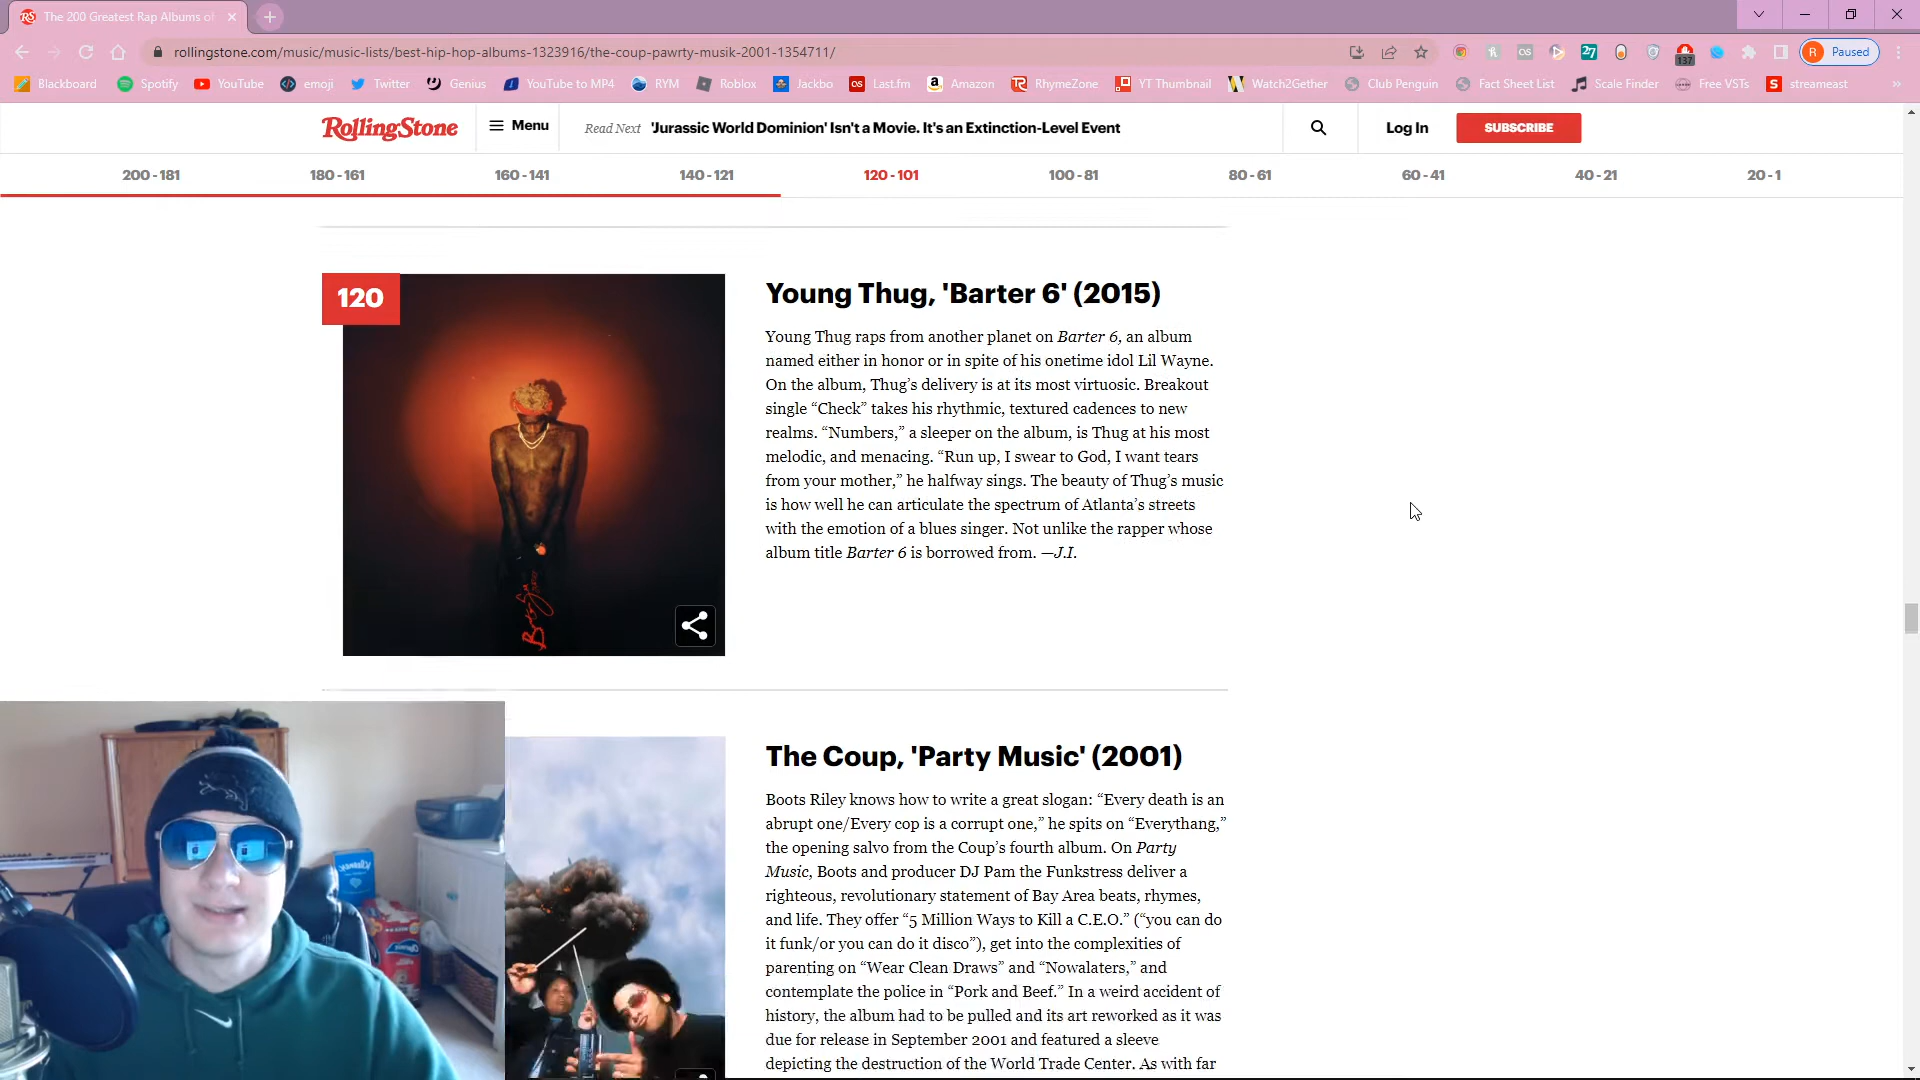 The 200 Greatest Rap Albums of
rollingstone.com/music/music-lists/best-hip-hop-albums-1323916/the-coup-pawrty-musik-2001-1354711/
27
137
R Paused
Blackboard Spotify YouTube emoji Twitter Genius YouTube to MP4 RYM Roblox Jackbo Last.fm Amazon RhymeZone YT Thumbnail Watch2Gether Club Penguin Fact Sheet List Scale Finder Free VSTs streameast »
RollingStone Menu Read Next 'Jurassic World Dominion' Isn't a Movie. It's an Extinction-Level Event Log In SUBSCRIBE
200 - 181 180 - 161 160 - 141 140 - 121 120 - 101 100 - 81 80 - 61 60 - 41 40 - 21 20 - 1
120
Young Thug, 'Barter 6' (2015)
Young Thug raps from another planet on Barter 6, an album
named either in honor or in spite of his onetime idol Lil Wayne.
On the album, Thug’s delivery is at its most virtuosic. Breakout
single “Check” takes his rhythmic, textured cadences to new
realms. “Numbers,” a sleeper on the album, is Thug at his most
melodic, and menacing. “Run up, I swear to God, I want tears
from your mother,” he halfway sings. The beauty of Thug’s music
is how well he can articulate the spectrum of Atlanta’s streets
with the emotion of a blues singer. Not unlike the rapper whose
album title Barter 6 is borrowed from. —J.I.
The Coup, 'Party Music' (2001)
Boots Riley knows how to write a great slogan: “Every death is an
abrupt one/Every cop is a corrupt one,” he spits on “Everythang,”
the opening salvo from the Coup’s fourth album. On Party
Music, Boots and producer DJ Pam the Funkstress deliver a
righteous, revolutionary statement of Bay Area beats, rhymes,
and life. They offer “5 Million Ways to Kill a C.E.O.” (“you can do
it funk/or you can do it disco”), get into the complexities of
parenting on “Wear Clean Draws” and “Nowalaters,” and
contemplate the police in “Pork and Beef.” In a weird accident of
history, the album had to be pulled and its art reworked as it was
due for release in September 2001 and featured a sleeve
depicting the destruction of the World Trade Center. As with far